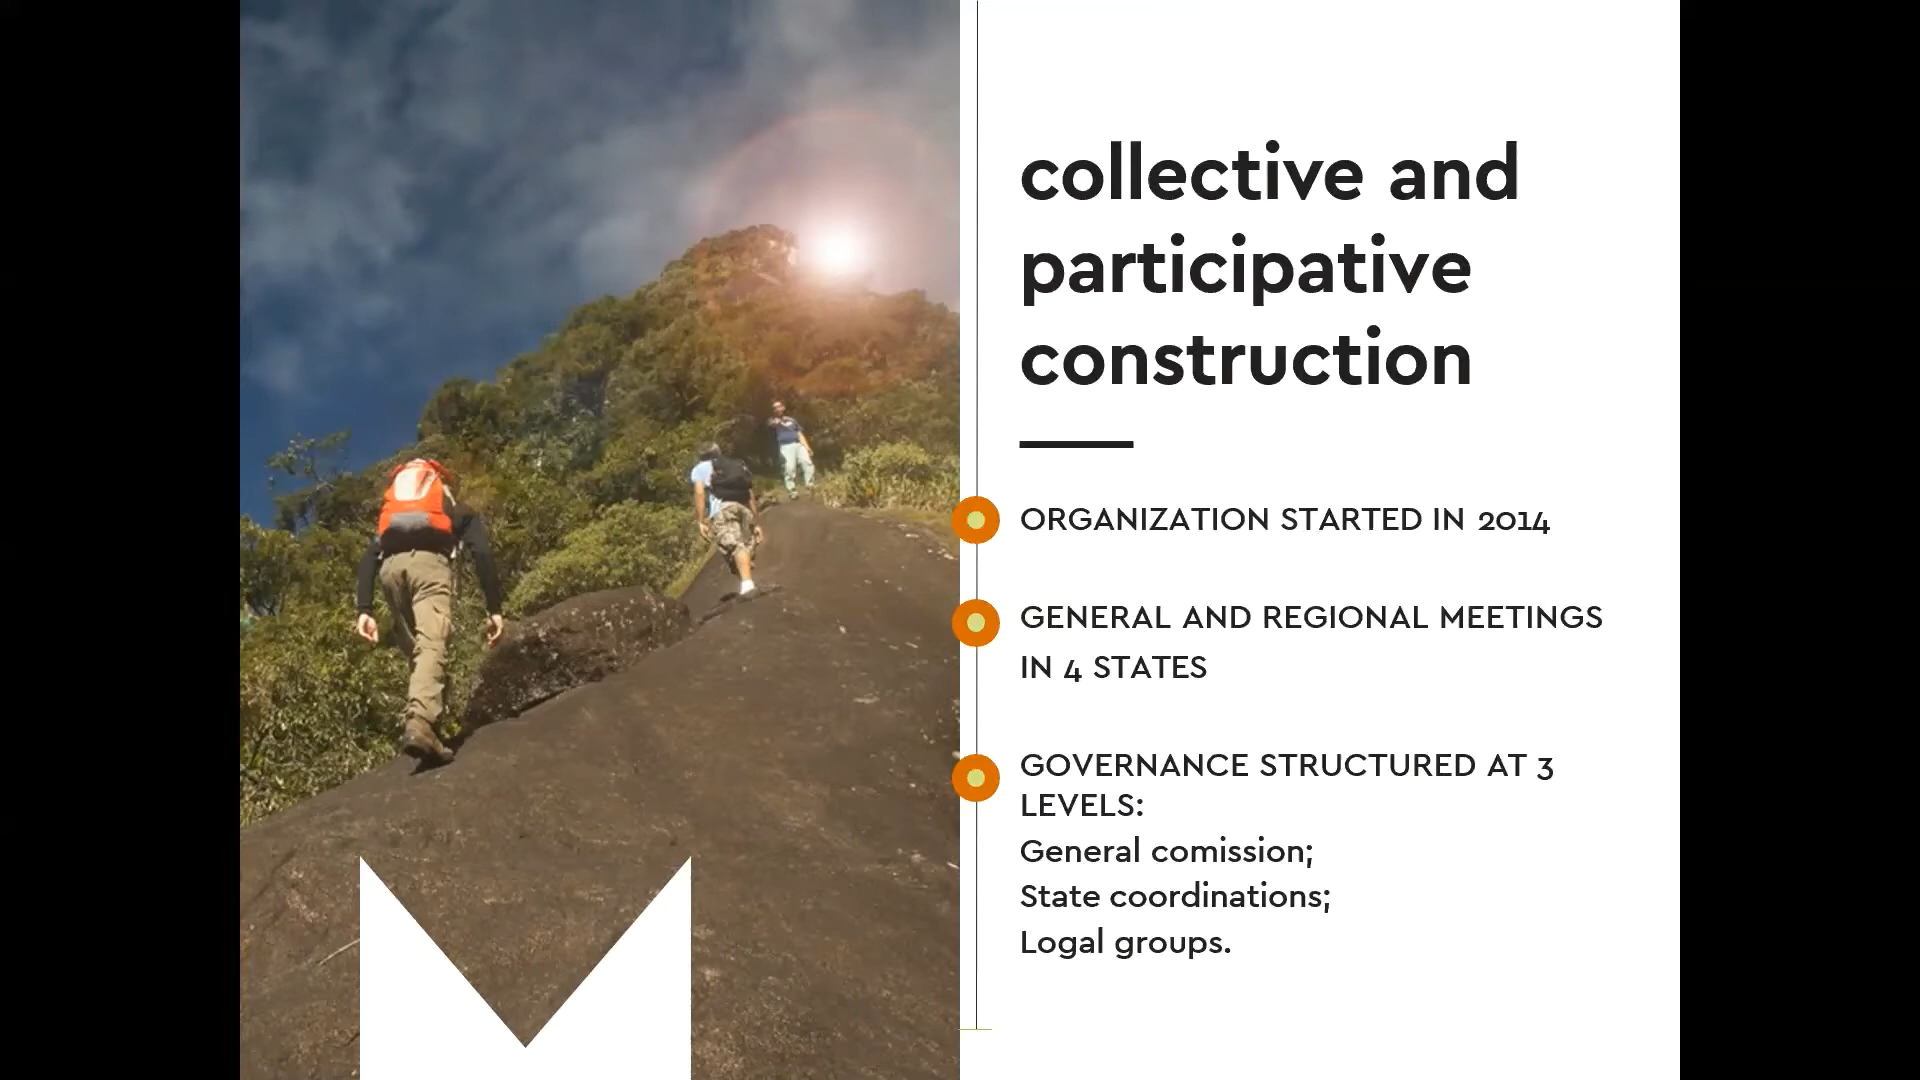 collective and
participative
construction
ORGANIZATION STARTED IN 2014
GENERAL AND REGIONAL MEETINGS
IN 4 STATES
GOVERNANCE STRUCTURED AT 3
LEVELS:
General comission;
State coordinations;
Logal groups.